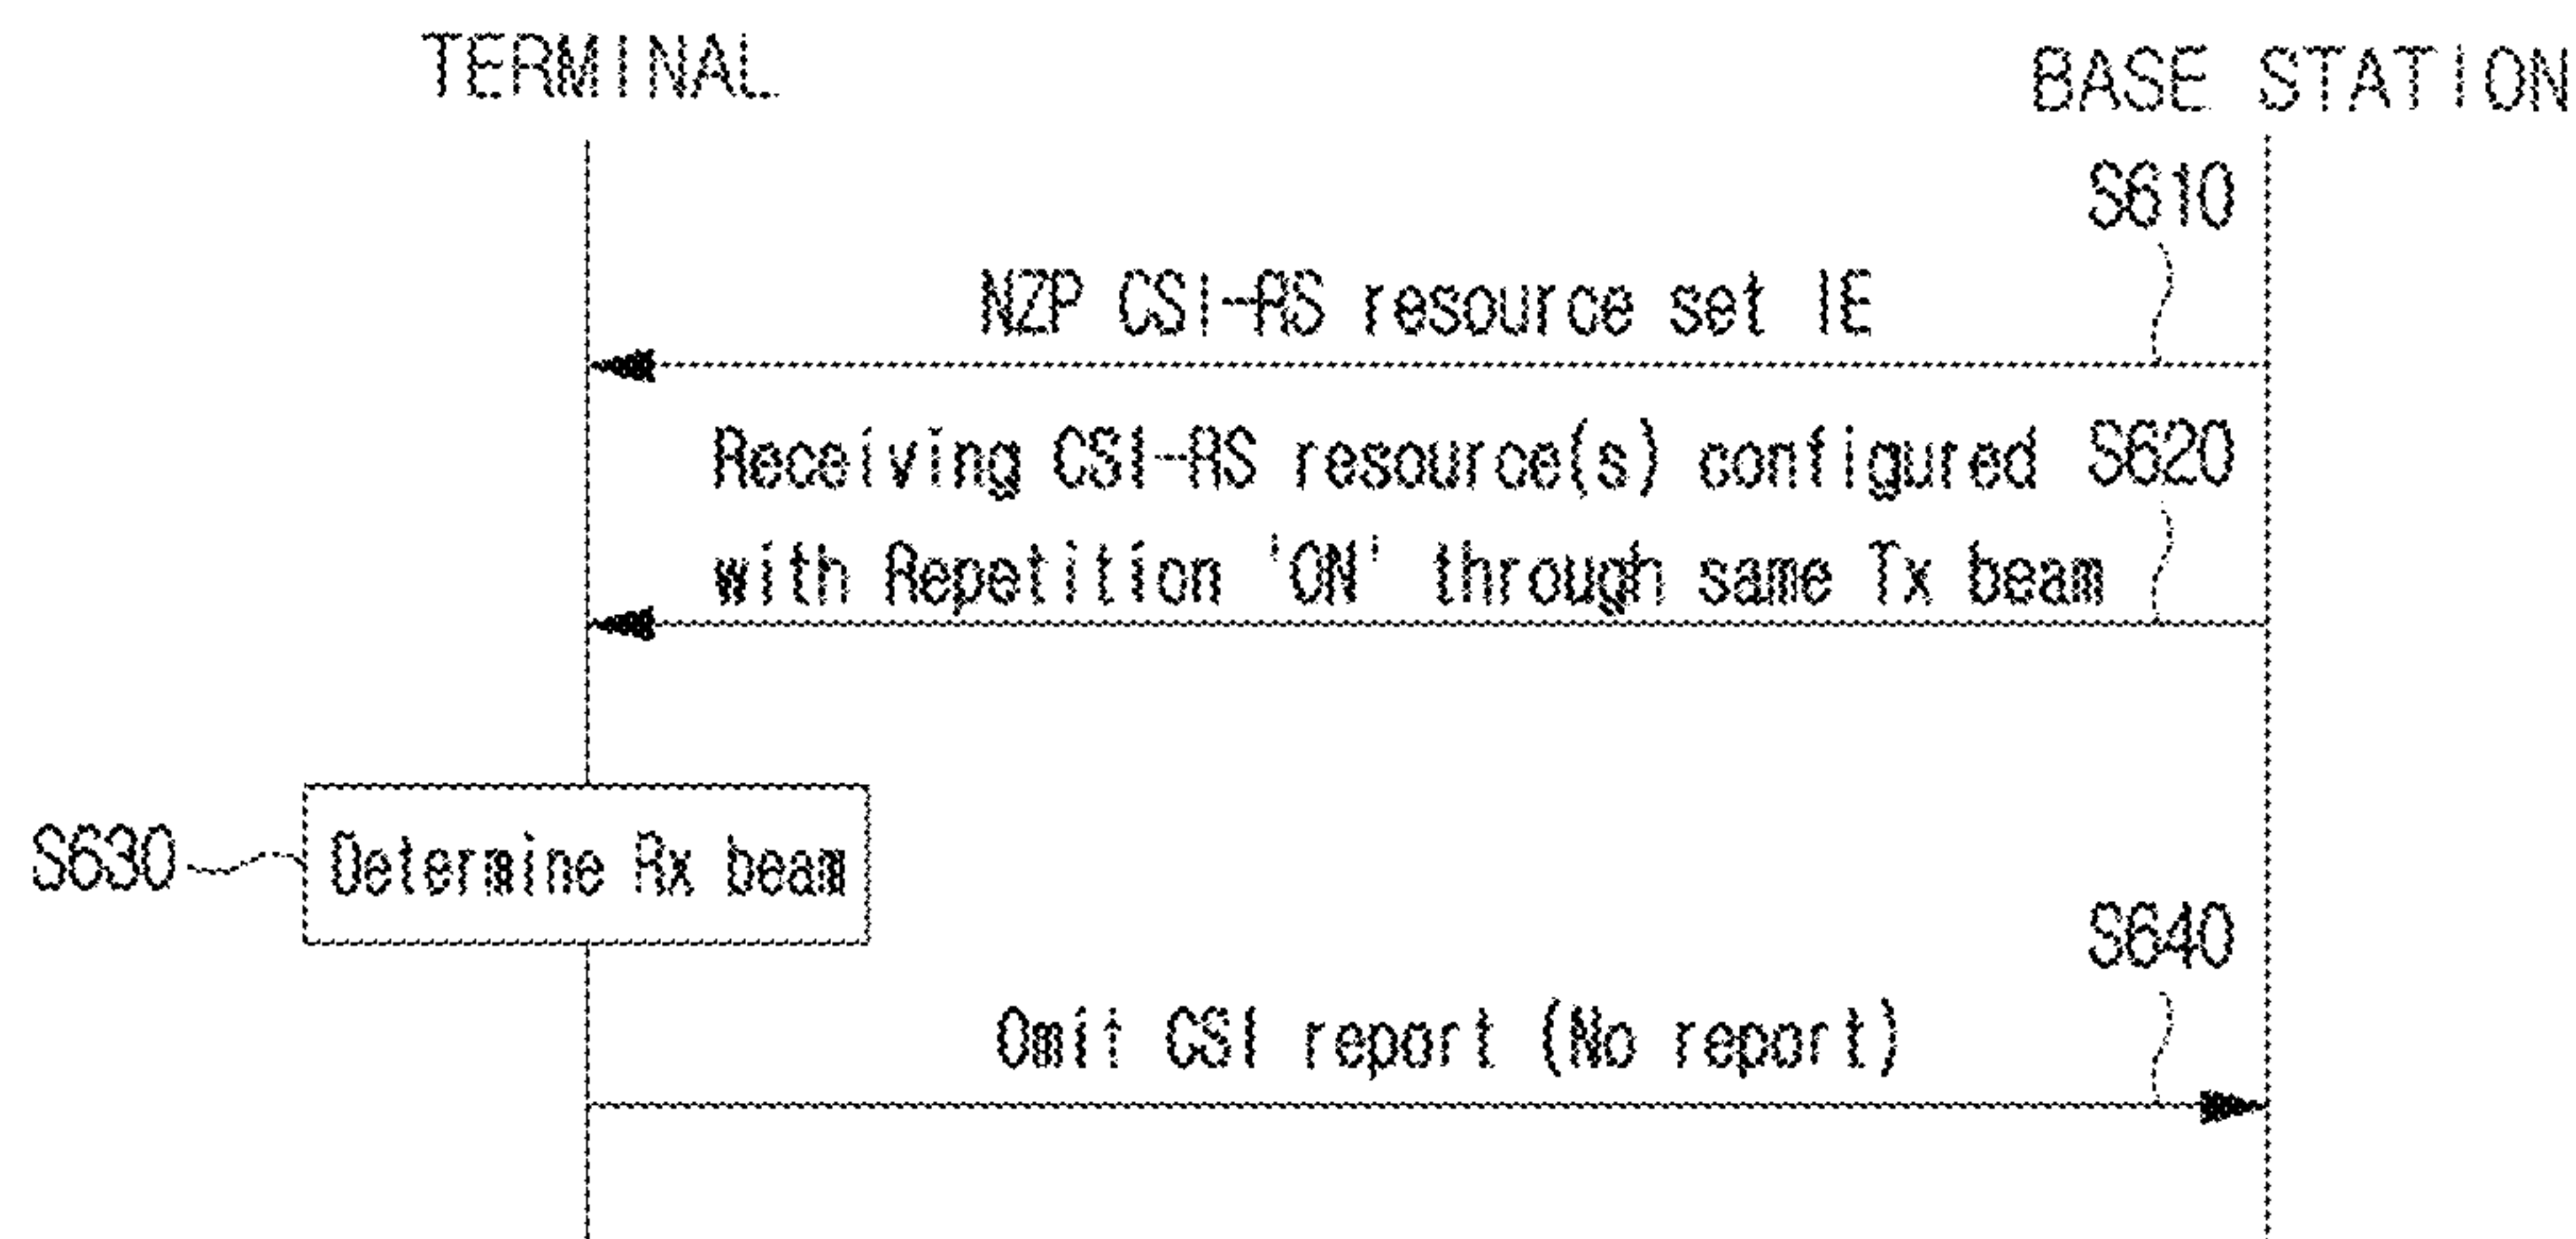 TERMINAL
BASE STATION
S610
NZP CSI-RS resource set IE
Receiving CSI-RS resource(s) configured
S620
with Repetition 'ON' through same Tx beam
S630
Determine Rx beam
S640
Omit CSI report (No report)